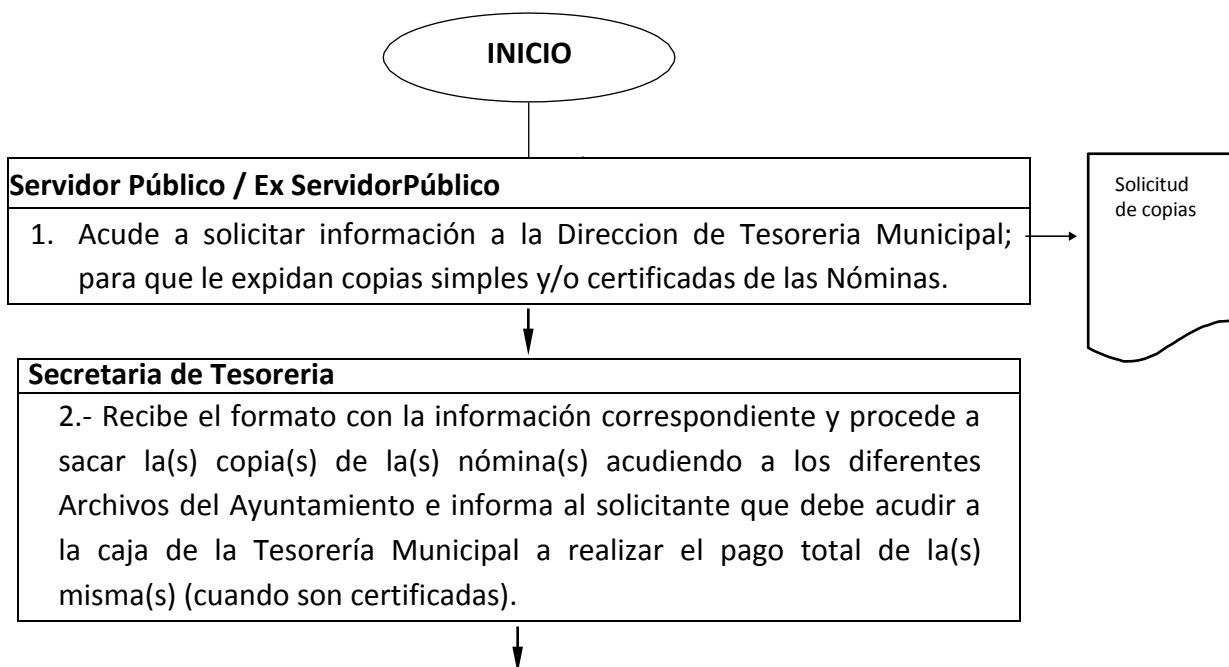 INICIO
Servidor Público / Ex ServidorPúblico
1. Acude a solicitar información a la Direccion de Tesoreria Municipal;
para que le expidan copias simples y/o certificadas de las Nóminas.
Solicitud
de copias
Secretaria de Tesoreria
2.- Recibe el formato con la información correspondiente y procede a
sacar la(s) copia(s) de la(s) nómina(s) acudiendo a los diferentes
Archivos del Ayuntamiento e informa al solicitante que debe acudir a
la caja de la Tesorería Municipal a realizar el pago total de la(s)
misma(s) (cuando son certificadas).